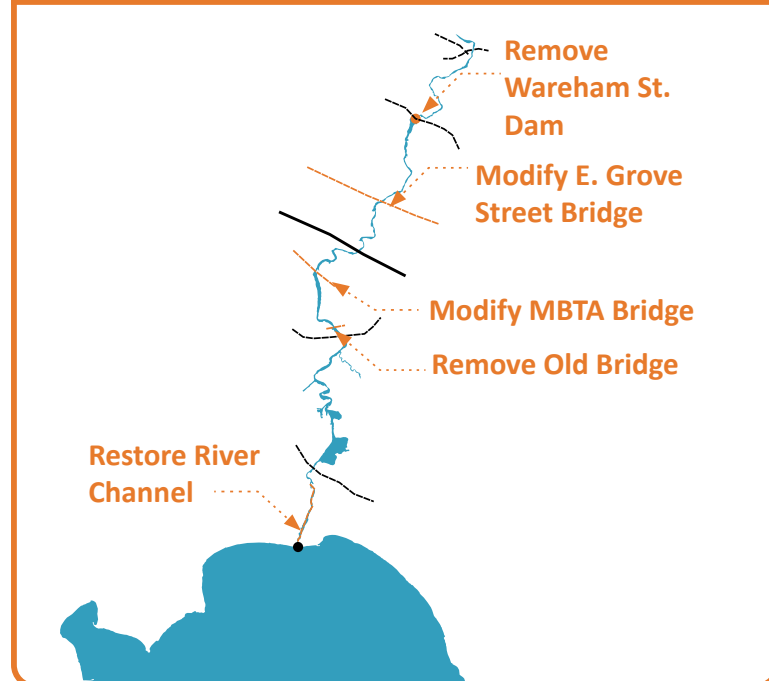 Remove
Wareham St.
Dam
Modify E. Grove
Street Bridge
Modify MBTA Bridge
Remove Old Bridge
Restore River
Channel